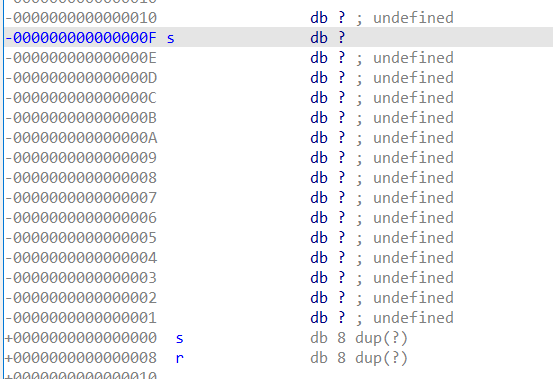 -0000000000000010 db ? ; undefined
-000000000000000F s db ?
-000000000000000E db ? ; undefined
-000000000000000D db ? ; undefined
-000000000000000C db ? ; undefined
-000000000000000B db ? ; undefined
-000000000000000A db ? ; undefined
-0000000000000009 db ? ; undefined
-0000000000000008 db ? ; undefined
-0000000000000007 db ? ; undefined
-0000000000000006 db ? ; undefined
-0000000000000005 db ? ; undefined
-0000000000000004 db ? ; undefined
-0000000000000003 db ? ; undefined
-0000000000000002 db ? ; undefined
-0000000000000001 db ? ; undefined
+0000000000000000 s db 8 dup(?)
+0000000000000008 r db 8 dup(?)
+0000000000000010